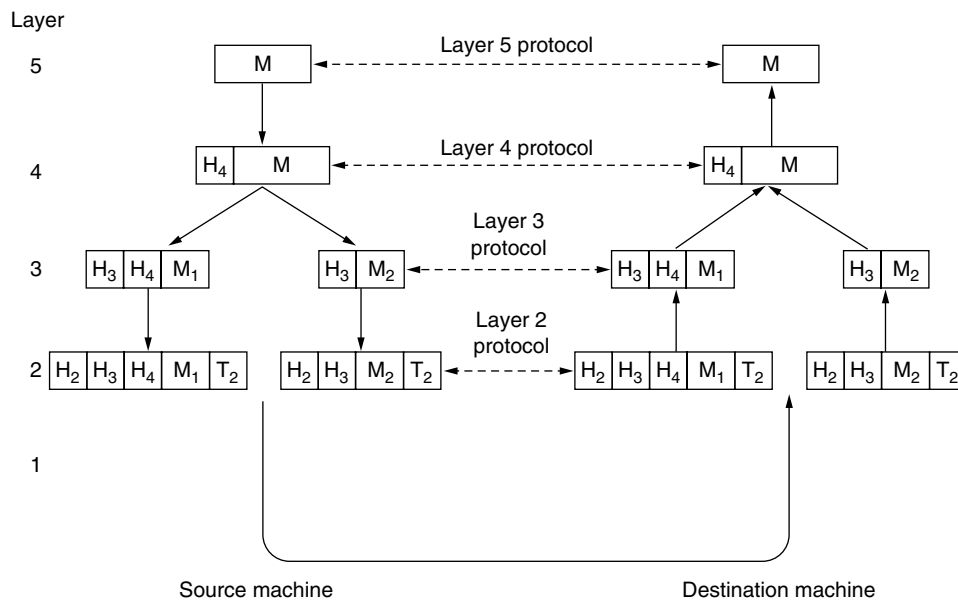 Layer
5
M
Layer 5 protocol
M
4
H₄ M
Layer 4 protocol
H₄ M
3
H₃ H₄ M₁
H₃ M₂
Layer 3
protocol
H₃ H₄ M₁
H₃ M₂
2
H₂ H₃ H₄ M₁ T₂
H₂ H₃ M₂ T₂
Layer 2
protocol
H₂ H₃ H₄ M₁ T₂
H₂ H₃ M₂ T₂
1
Source machine
Destination machine